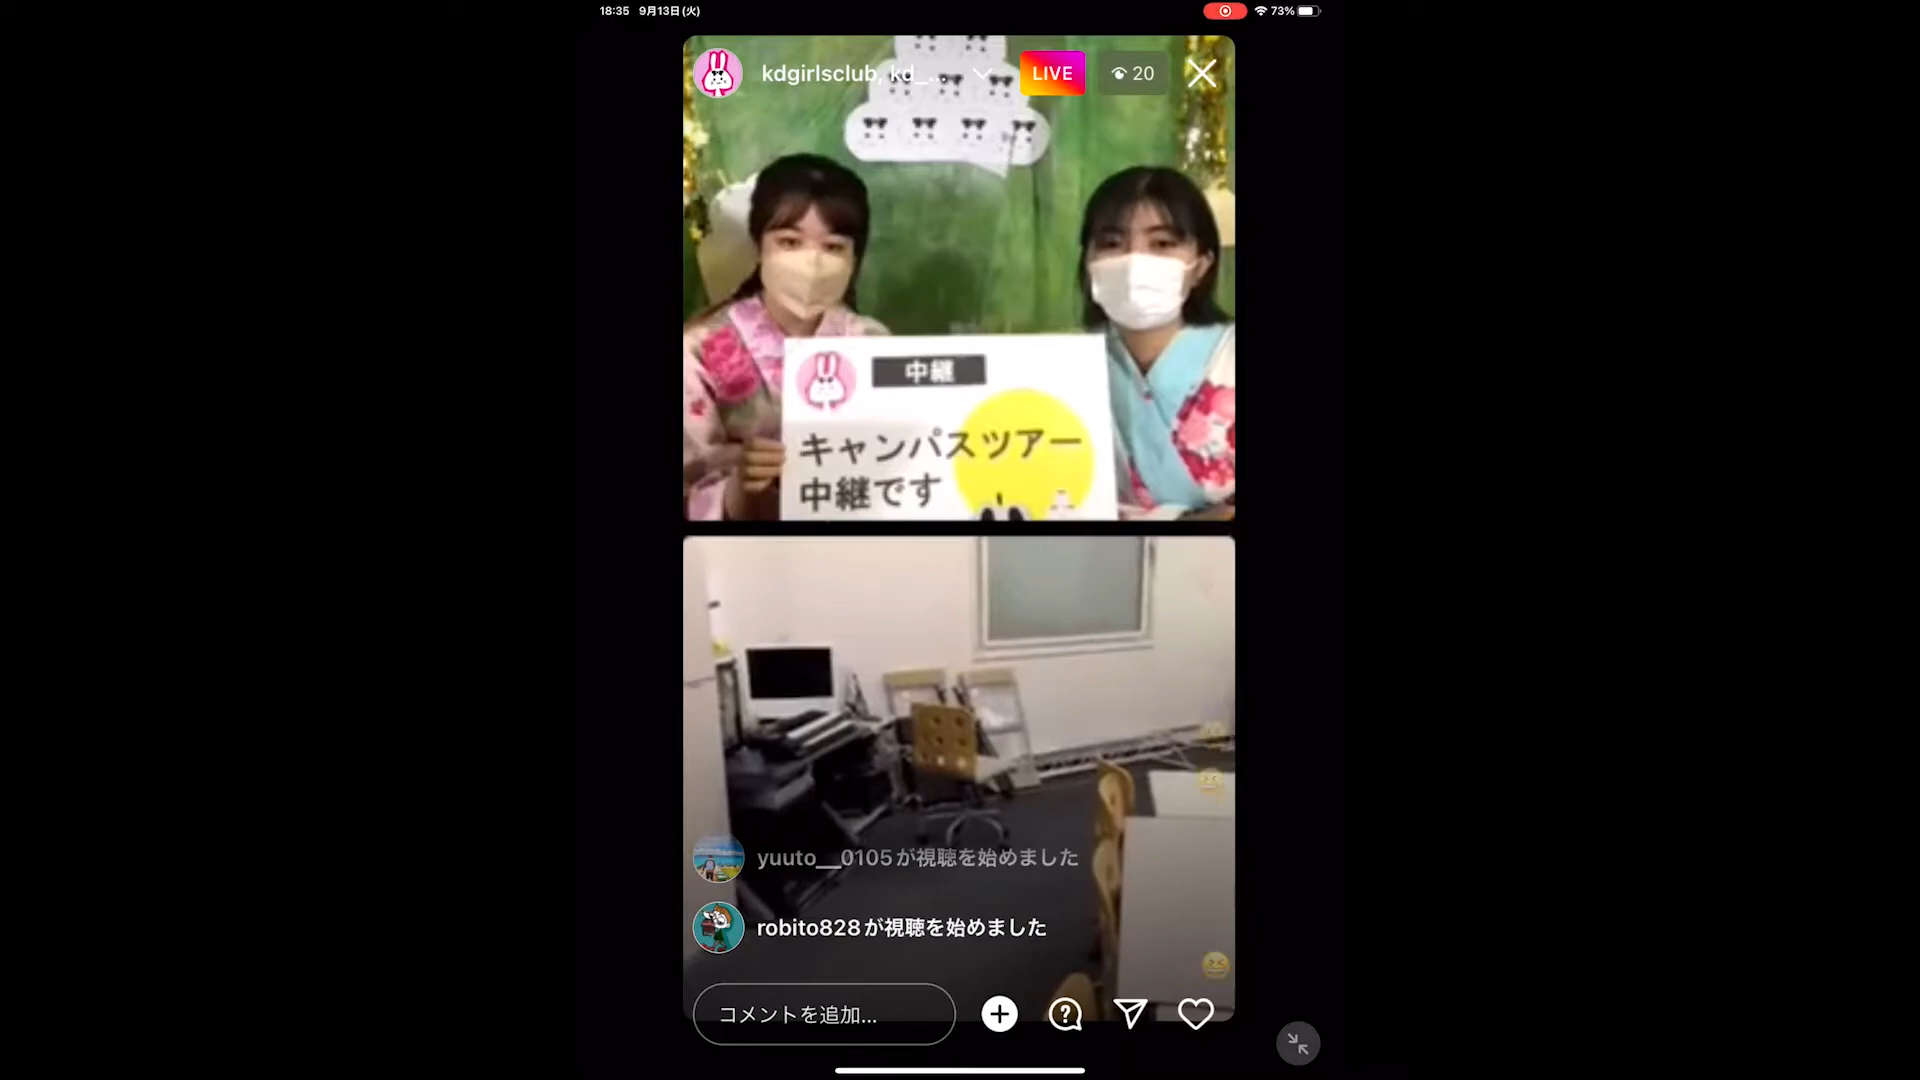 18:35 9月13日(火)
73%
kdgirlsclub, kd_...
LIVE
20
中継
キャンパスツアー
中継です
yuuto__0105が視聴を始めました
robito828が視聴を始めました
コメントを追加...